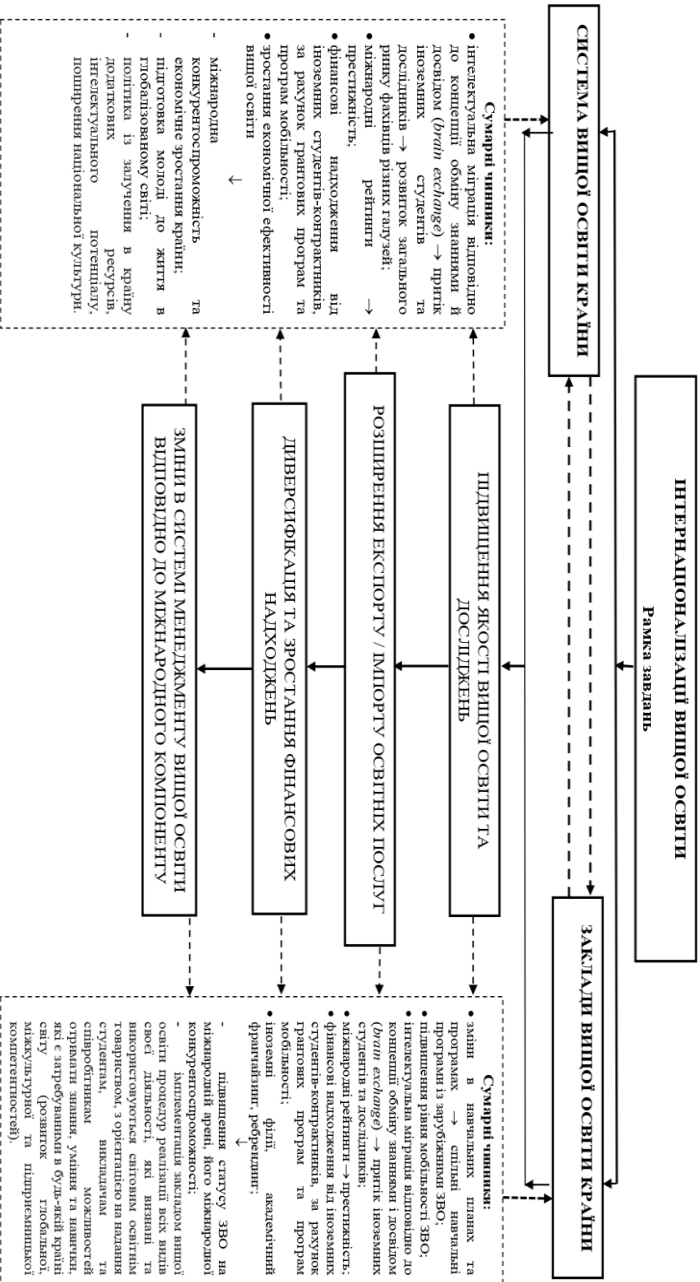 ІНТЕРНАЦІОНАЛІЗАЦІЇ ВИЩОЇ ОСВІТИ
Рамка завдань
СИСТЕМА ВИЩОЇ ОСВІТИ КРАЇНИ
ЗАКЛАДИ ВИЩОЇ ОСВІТИ КРАЇНИ
Сумарні чинники:
• інтелектуальна міграція відповідно
до концепції обміну знаннями й
досвідом (brain exchange) → притік
іноземних студентів та
дослідників → розвиток загального
ринку фахівців різних галузей;
• міжнародні рейтинги →
престижність;
• фінансові надходження від
іноземних студентів-контрактників,
за рахунок грантових програм та
програм мобільності;
• зростання економічної ефективності
вищої освіти
↓
- міжнародна
конкурентоспроможність та
економічне зростання країни;
- підготовка молоді до життя в
глобалізованому світі;
- політика із залучення в країну
додаткових ресурсів,
інтелектуального потенціалу,
поширення національної культури.
ПІДВИЩЕННЯ ЯКОСТІ ВИЩОЇ ОСВІТИ ТА
ДОСЛІДЖЕНЬ
РОЗШИРЕННЯ ЕКСПОРТУ / ІМПОРТУ ОСВІТНІХ ПОСЛУГ
ДИВЕРСИФІКАЦІЯ ТА ЗРОСТАННЯ ФІНАНСОВИХ
НАДХОДЖЕНЬ
ЗМІНИ В СИСТЕМІ МЕНЕДЖМЕНТУ ВИЩОЇ ОСВІТИ
ВІДПОВІДНО ДО МІЖНАРОДНОГО КОМПОНЕНТУ
Сумарні чинники:
• зміни в навчальних планах та
програмах → спільні навчальні
програми із зарубіжними ЗВО;
• підвищення рівня мобільності ЗВО;
• інтелектуальна міграція відповідно до
концепції обміну знаннями і досвідом
(brain exchange) → притік іноземних
студентів та дослідників;
• міжнародні рейтинги → престижність;
• фінансові надходження від іноземних
студентів-контрактників, за рахунок
грантових програм та програм
мобільності;
• іноземні філії, академічний
франчайзинг, ребрендинг;
↓
- підвищення статусу ЗВО на
міжнародній арені, його міжнародної
конкурентоспроможності;
- імплементація закладом вищої
освіти процедур реалізації всіх видів
своєї діяльності, які визнані та
використовуються світовим освітнім
товариством, з орієнтацією на надання
студентам, викладачам та
співробітникам можливостей
отримати знання, уміння та навички,
які є затребуваними в будь-якій країні
світу (розвиток глобальної,
міжкультурної та підприємницької
компетентностей).